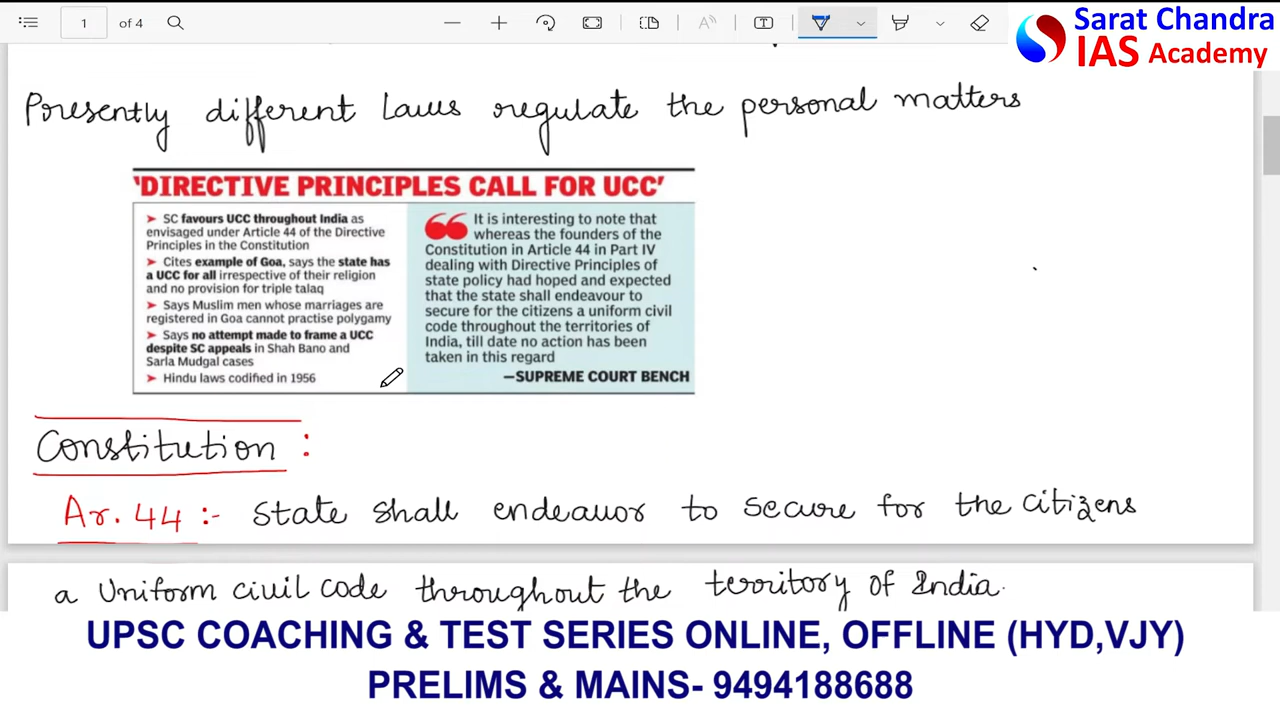 1
of 4
Sarat Chandra
IAS Academy
Presently different laws regulate the personal matters
'DIRECTIVE PRINCIPLES CALL FOR UCC'
➤ SC favours UCC throughout India as
envisaged under Article 44 of the Directive
Principles in the Constitution
➤ Cites example of Goa, says the state has
a UCC for all irrespective of their religion
and no provision for triple talaq
➤ Says Muslim men whose marriages are
registered in Goa cannot practise polygamy
➤ Says no attempt made to frame a UCC
despite SC appeals in Shah Bano and
Sarla Mudgal cases
➤ Hindu laws codified in 1956
It is interesting to note that
whereas the founders of the
Constitution in Article 44 in Part IV
dealing with Directive Principles of
state policy had hoped and expected
that the state shall endeavour to
secure for the citizens a uniform civil
code throughout the territories of
India, till date no action has been
taken in this regard
—SUPREME COURT BENCH
Constitution :
Ar. 44 :- State shall endeavor to secure for the citizens
a Uniform civil code throughout the territory of India.
UPSC COACHING & TEST SERIES ONLINE, OFFLINE (HYD,VJY)
PRELIMS & MAINS- 9494188688